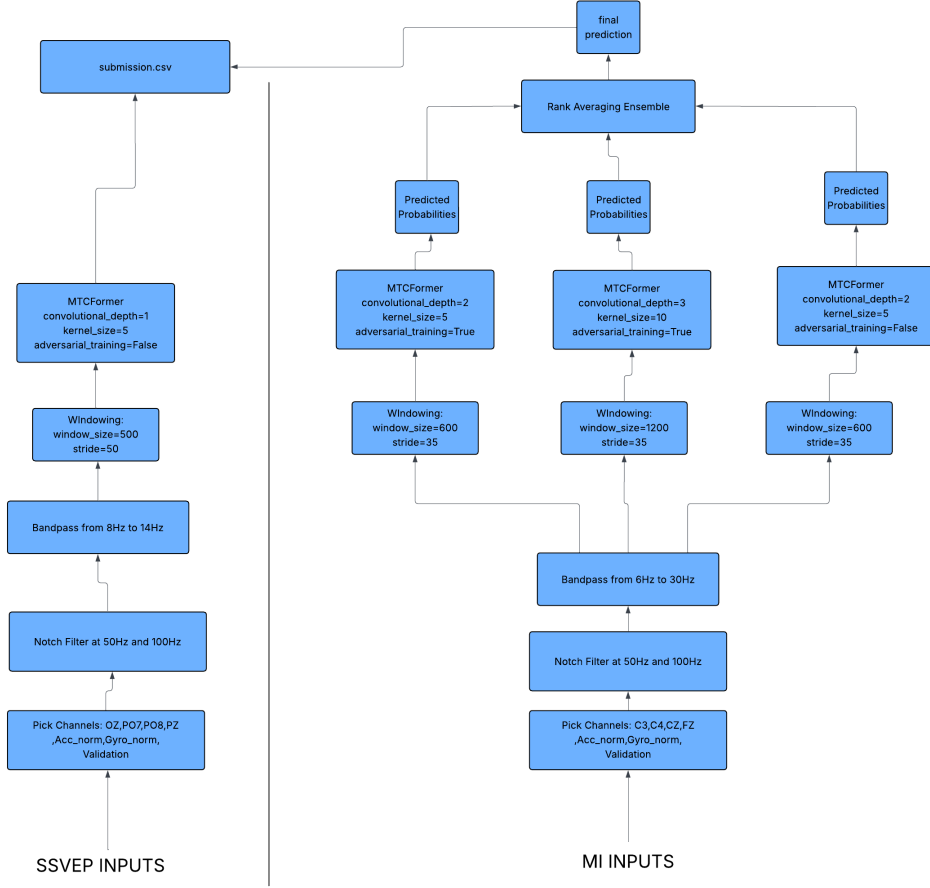 final
prediction
submission.csv
Rank Averaging Ensemble
Predicted
Probabilities
Predicted
Probabilities
Predicted
Probabilities
MTCFormer
convolutional_depth=1
kernel_size=5
adversarial_training=False
MTCFormer
convolutional_depth=2
kernel_size=5
adversarial_training=True
MTCFormer
convolutional_depth=3
kernel_size=10
adversarial_training=True
MTCFormer
convolutional_depth=2
kernel_size=5
adversarial_training=False
WIndowing:
window_size=500
stride=50
WIndowing:
window_size=600
stride=35
WIndowing:
window_size=1200
stride=35
WIndowing:
window_size=600
stride=35
Bandpass from 8Hz to 14Hz
Bandpass from 6Hz to 30Hz
Notch Filter at 50Hz and 100Hz
Notch Filter at 50Hz and 100Hz
Pick Channels: OZ,PO7,PO8,PZ
,Acc_norm,Gyro_norm,
Validation
Pick Channels: C3,C4,CZ,FZ
,Acc_norm,Gyro_norm,
Validation
SSVEP INPUTS
MI INPUTS